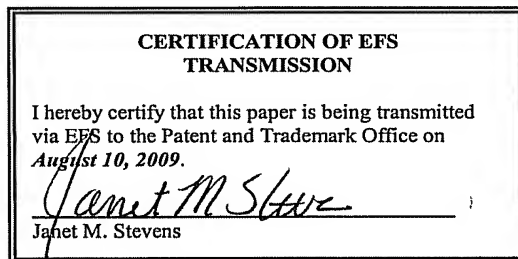 CERTIFICATION OF EFS
TRANSMISSION
I hereby certify that this paper is being transmitted
via EFS to the Patent and Trademark Office on
August 10, 2009.
Janet M Stevens
Janet M. Stevens